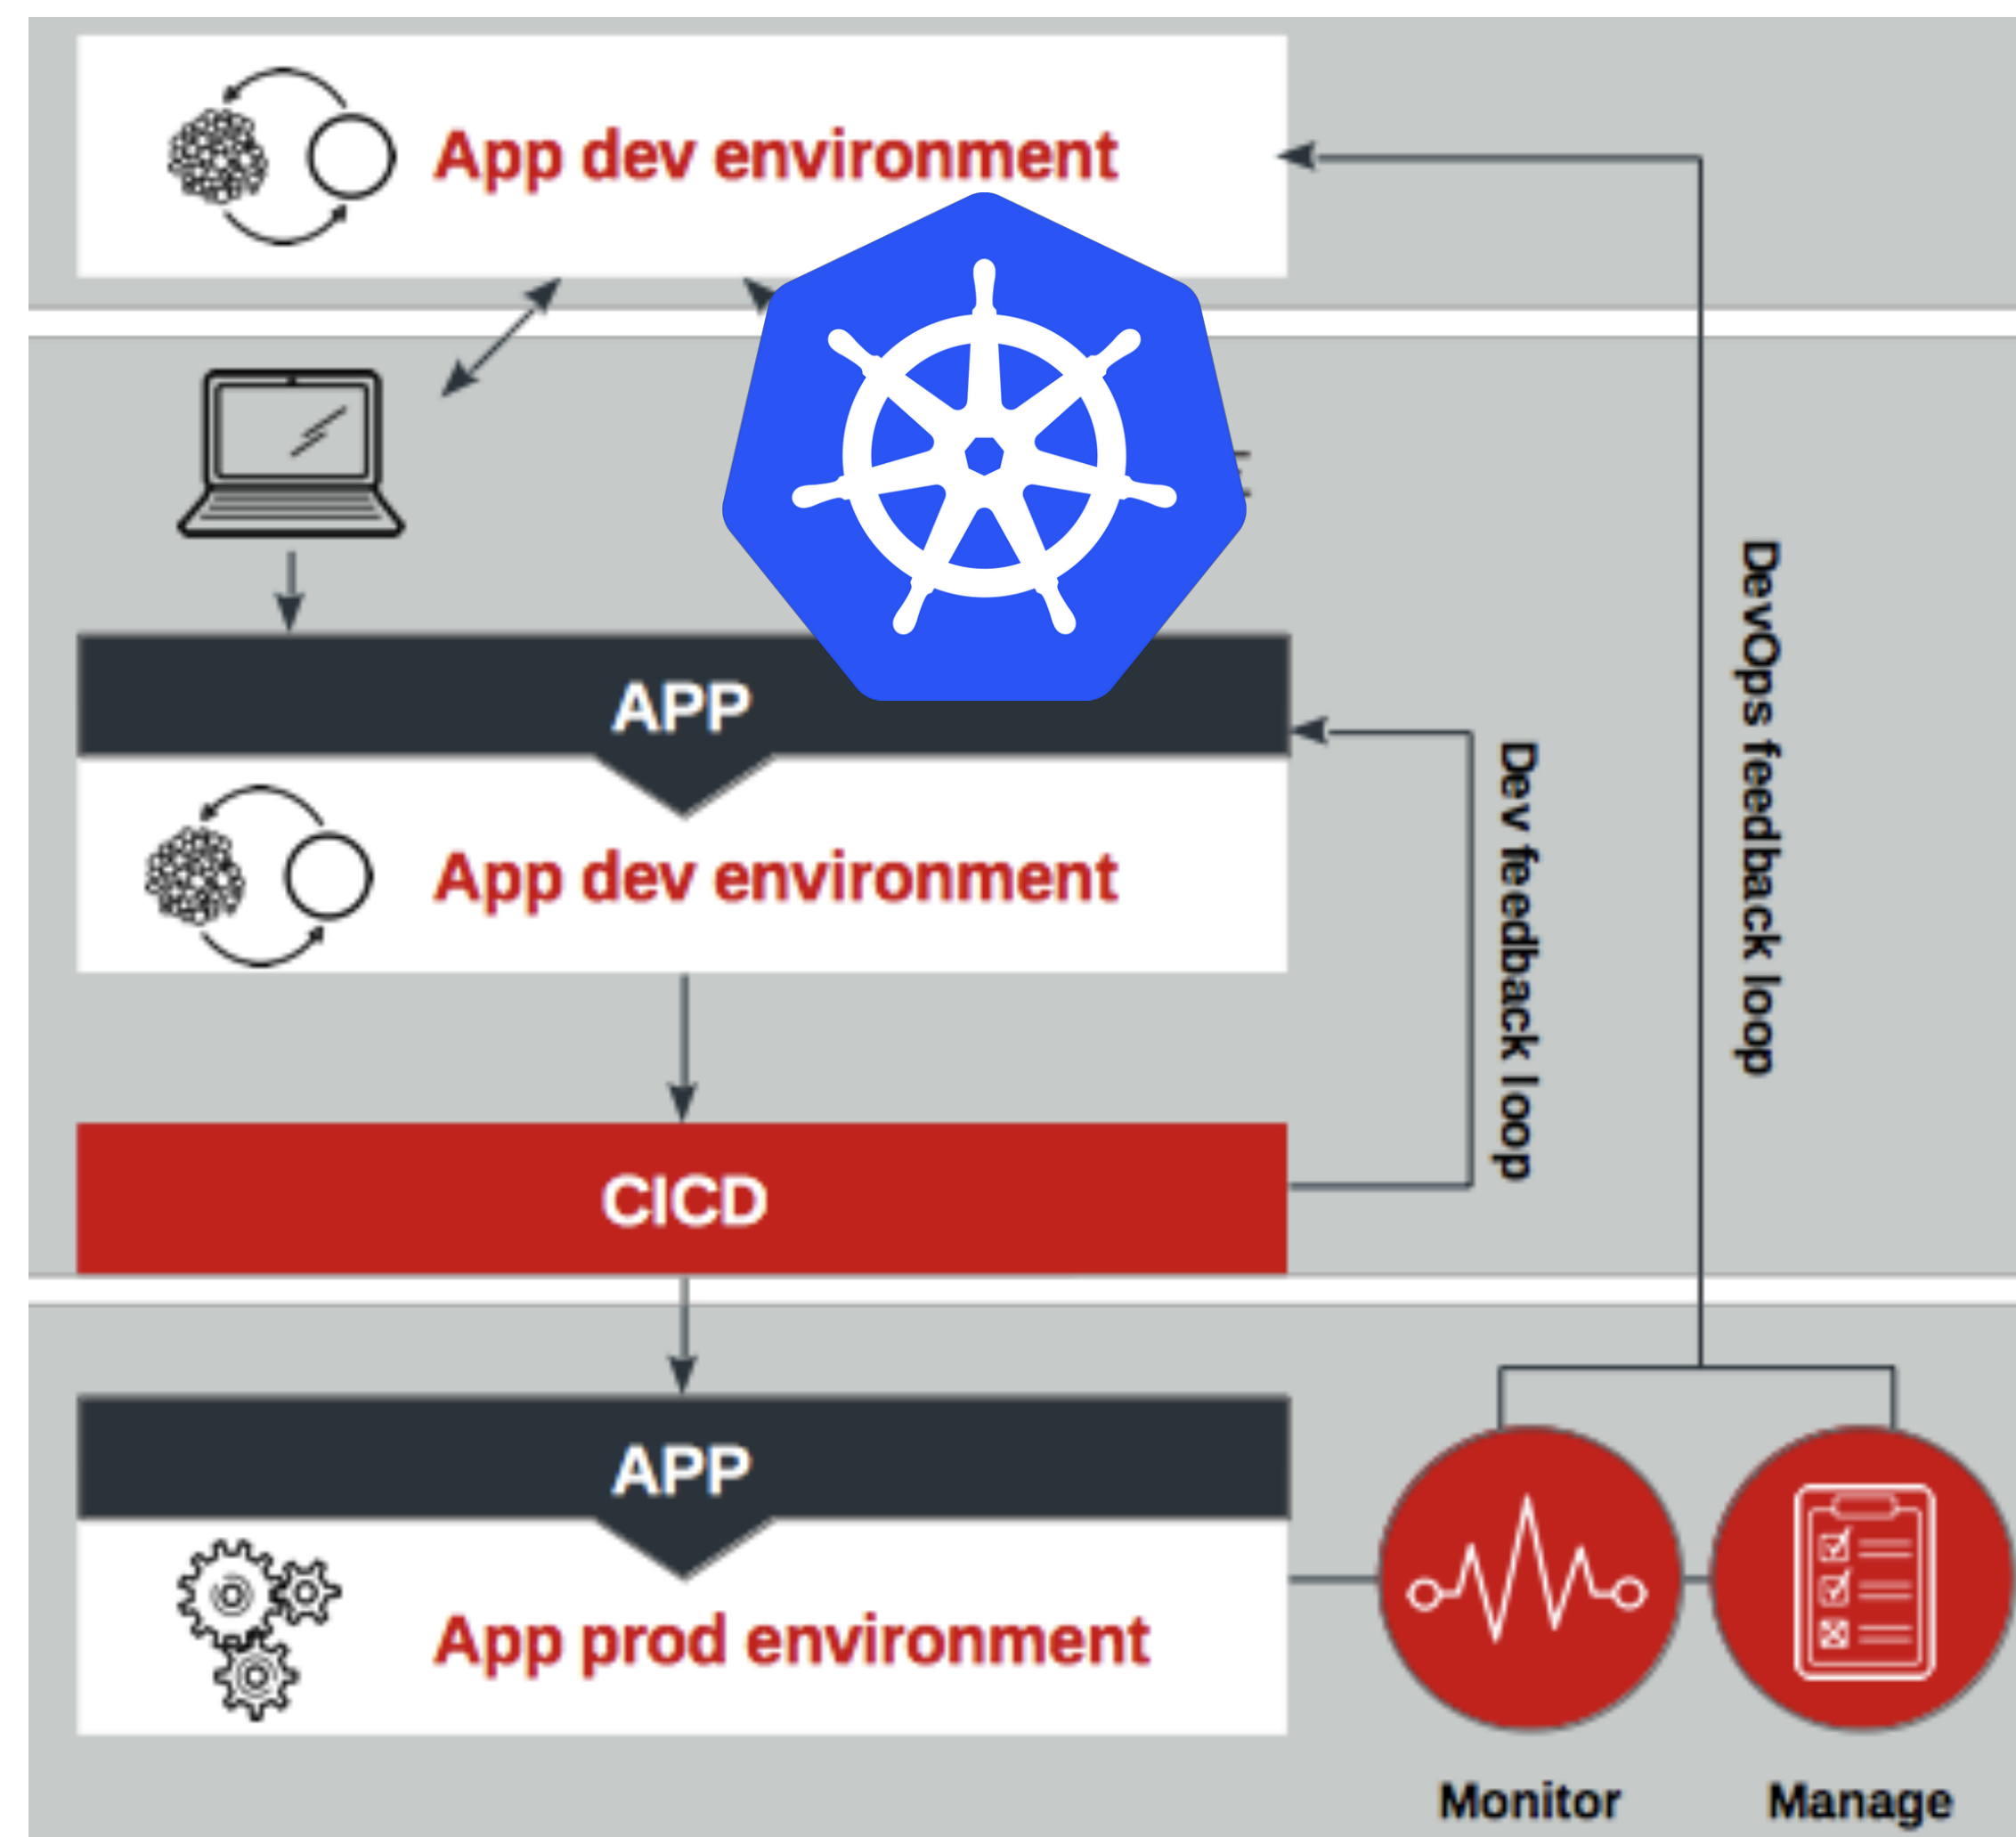 App dev environment
APP
App dev environment
Dev feedback loop
DevOps feedback loop
CICD
APP
App prod environment
Monitor
Manage